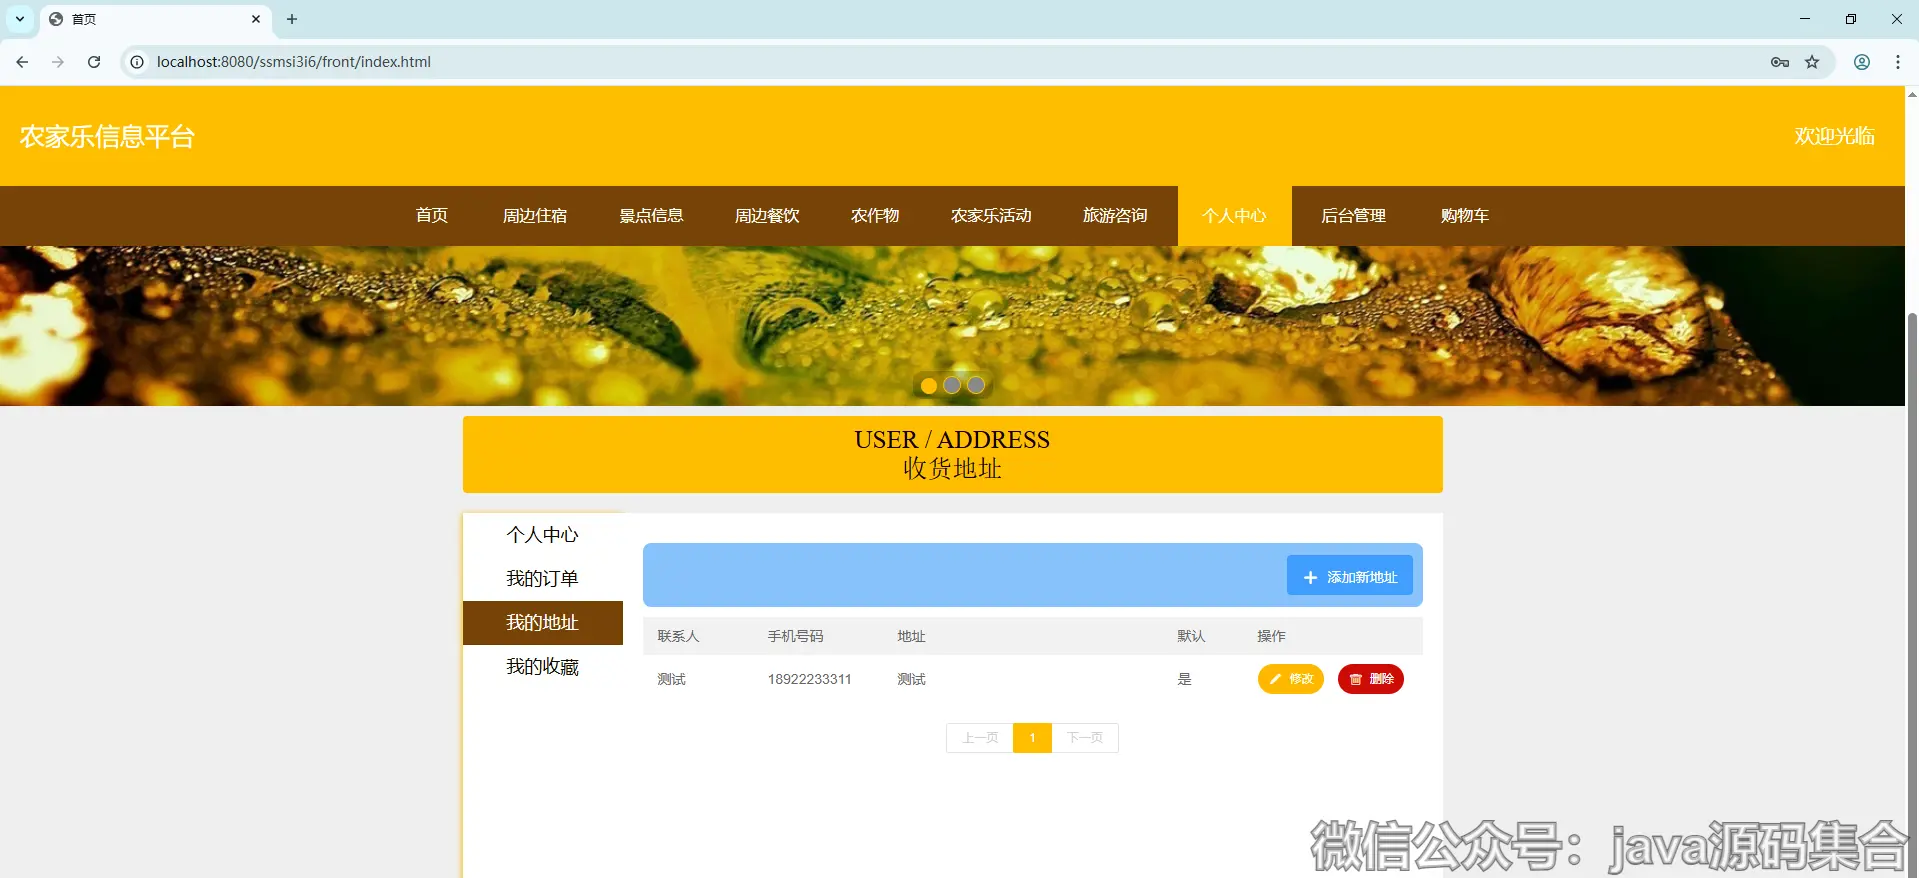 首页
localhost:8080/ssmsi3i6/front/index.html
农家乐信息平台
欢迎光临
首页 周边住宿 景点信息 周边餐饮 农作物 农家乐活动 旅游咨询 个人中心 后台管理 购物车
USER / ADDRESS
收货地址
个人中心
我的订单
我的地址
我的收藏
添加新地址
联系人 手机号码 地址 默认 操作
测试 18922233311 测试 是 修改 删除
上一页 1 下一页
微信公众号：java源码集合